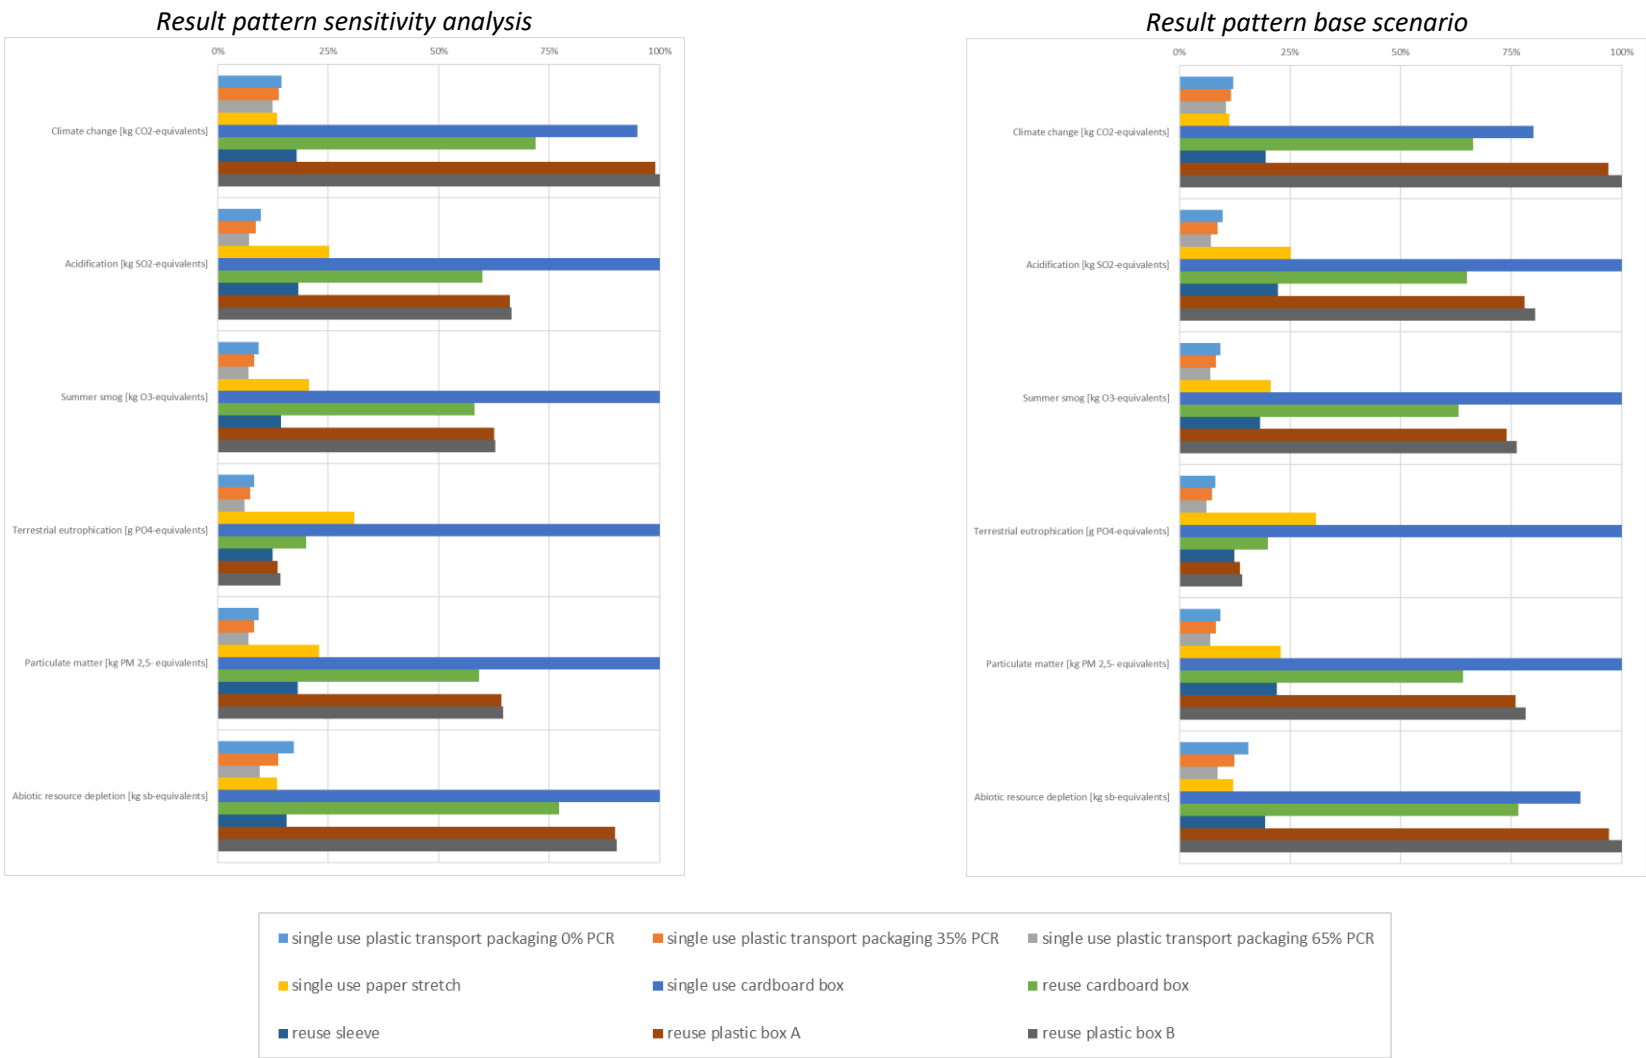 Result pattern sensitivity analysis
0% 25% 50% 75% 100%
Climate change [kg CO2-equivalents]
Acidification [kg SO2-equivalents]
Summer smog [kg O3-equivalents]
Terrestrial eutrophication [g PO4-equivalents]
Particulate matter [kg PM 2,5- equivalents]
Abiotic resource depletion [kg sb-equivalents]
Result pattern base scenario
0% 25% 50% 75% 100%
Climate change [kg CO2-equivalents]
Acidification [kg SO2-equivalents]
Summer smog [kg O3-equivalents]
Terrestrial eutrophication [g PO4-equivalents]
Particulate matter [kg PM 2,5- equivalents]
Abiotic resource depletion [kg sb-equivalents]
single use plastic transport packaging 0% PCR single use plastic transport packaging 35% PCR single use plastic transport packaging 65% PCR
single use paper stretch single use cardboard box reuse cardboard box
reuse sleeve reuse plastic box A reuse plastic box B